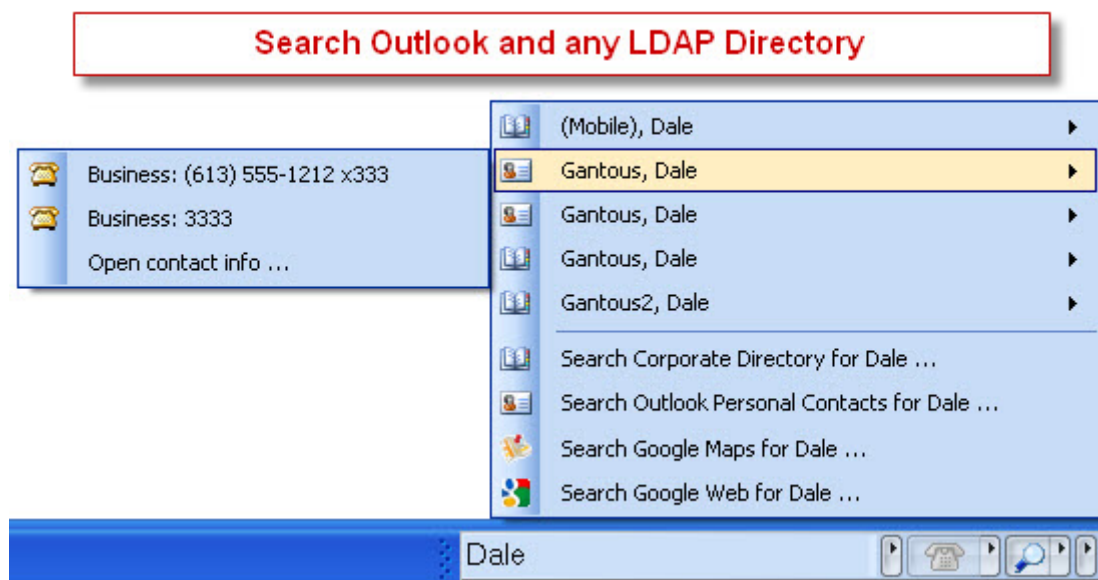 Search Outlook and any LDAP Directory
(Mobile), Dale
Gantous, Dale
Gantous, Dale
Gantous, Dale
Gantous2, Dale
Search Corporate Directory for Dale ...
Search Outlook Personal Contacts for Dale ...
Search Google Maps for Dale ...
Search Google Web for Dale ...
Business: (613) 555-1212 x333
Business: 3333
Open contact info ...
Dale